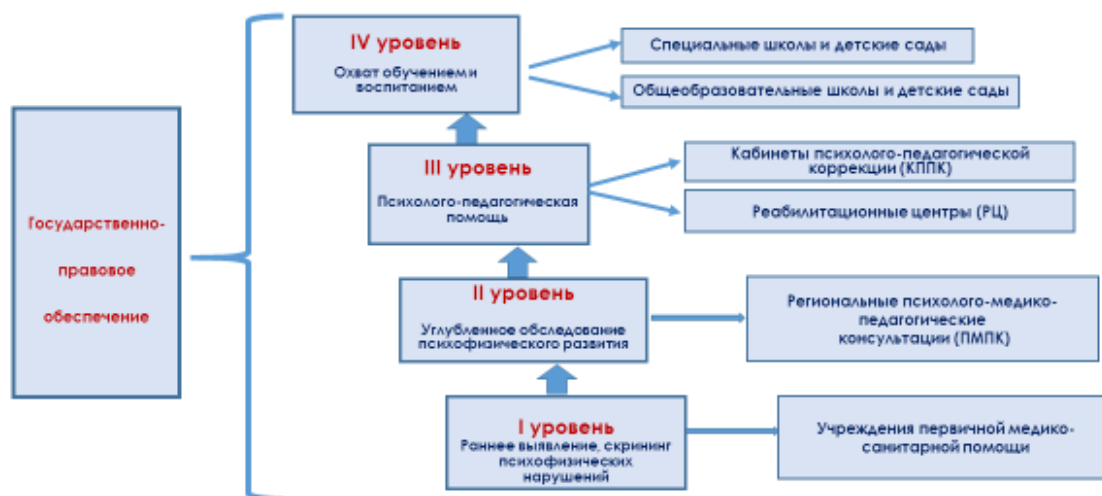 Государственно-
правовое
обеспечение
IV уровень
Охват обучением и
воспитанием
Специальные школы и детские сады
Общеобразовательные школы и детские сады
III уровень
Психолого-педагогическая
помощь
Кабинеты психолого-педагогической
коррекции (КППК)
Реабилитационные центры (РЦ)
II уровень
Углубленное обследование
психофизического развития
Региональные психолого-медико-
педагогические
консультации (ПМПК)
I уровень
Раннее выявление, скрининг
психофизических
нарушений
Учреждения первичной медико-
санитарной помощи